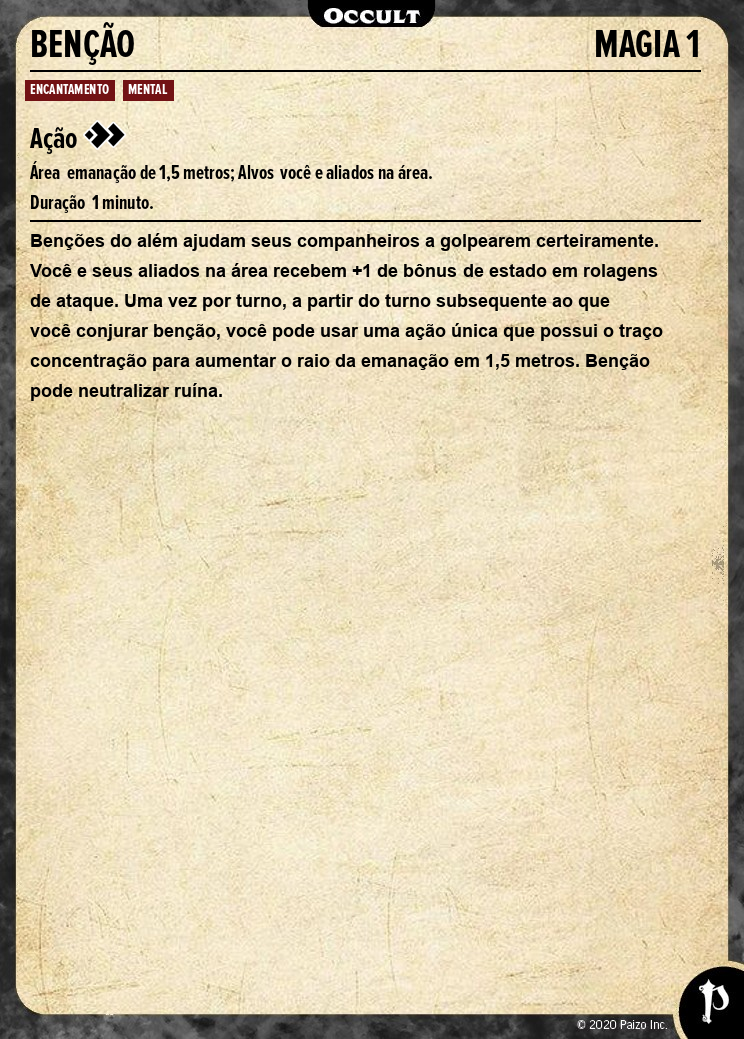 OCCULT
BENÇÃO MAGIA 1
ENCANTAMENTO MENTAL
Ação
Área emanação de 1,5 metros; Alvos você e aliados na área.
Duração 1 minuto.
Benções do além ajudam seus companheiros a golpearem certeiramente.
Você e seus aliados na área recebem +1 de bônus de estado em rolagens
de ataque. Uma vez por turno, a partir do turno subsequente ao que
você conjurar benção, você pode usar uma ação única que possui o traço
concentração para aumentar o raio da emanação em 1,5 metros. Benção
pode neutralizar ruína.
© 2020 Paizo Inc.
P